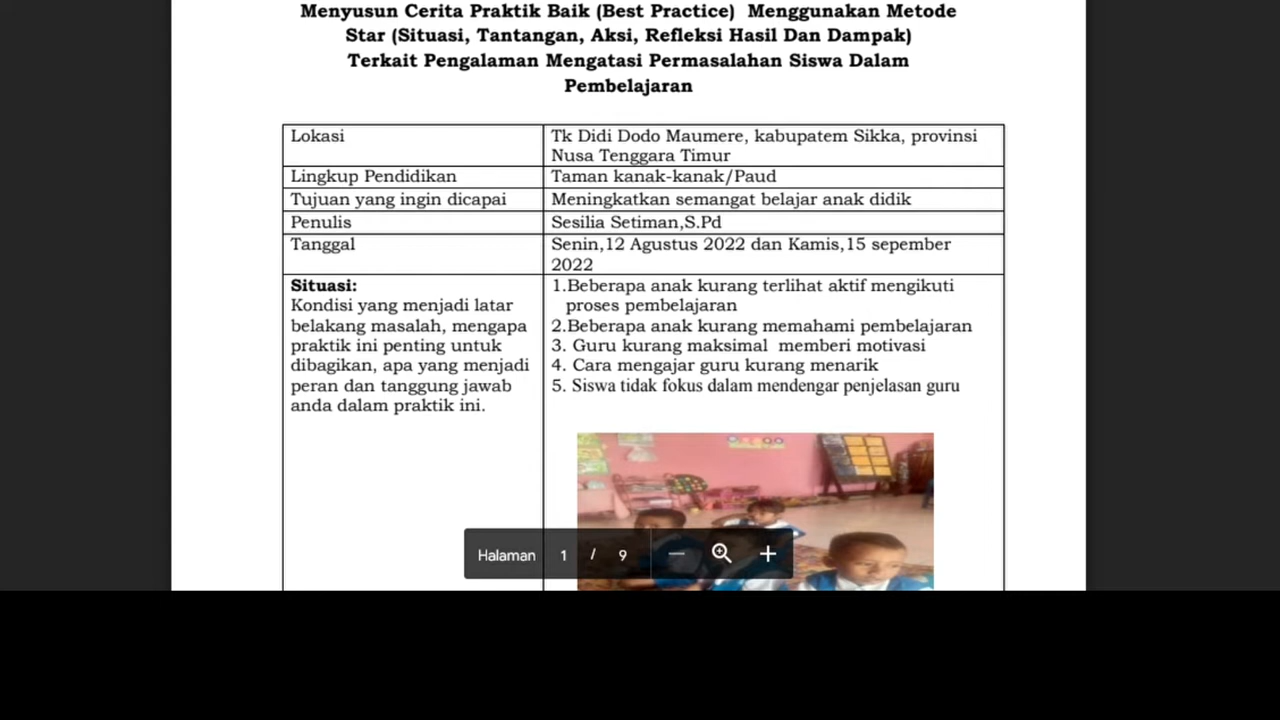 Menyusun Cerita Praktik Baik (Best Practice)  Menggunakan Metode
Star (Situasi, Tantangan, Aksi, Refleksi Hasil Dan Dampak)
Terkait Pengalaman Mengatasi Permasalahan Siswa Dalam
Pembelajaran
Lokasi
Tk Didi Dodo Maumere, kabupatem Sikka, provinsi
Nusa Tenggara Timur
Lingkup Pendidikan
Taman kanak-kanak/Paud
Tujuan yang ingin dicapai
Meningkatkan semangat belajar anak didik
Penulis
Sesilia Setiman,S.Pd
Tanggal
Senin,12 Agustus 2022 dan Kamis,15 sepember
2022
Situasi:
Kondisi yang menjadi latar
belakang masalah, mengapa
praktik ini penting untuk
dibagikan, apa yang menjadi
peran dan tanggung jawab
anda dalam praktik ini.
1.Beberapa anak kurang terlihat aktif mengikuti
proses pembelajaran
2.Beberapa anak kurang memahami pembelajaran
3. Guru kurang maksimal  memberi motivasi
4. Cara mengajar guru kurang menarik
5. Siswa tidak fokus dalam mendengar penjelasan guru
Halaman 1 / 9